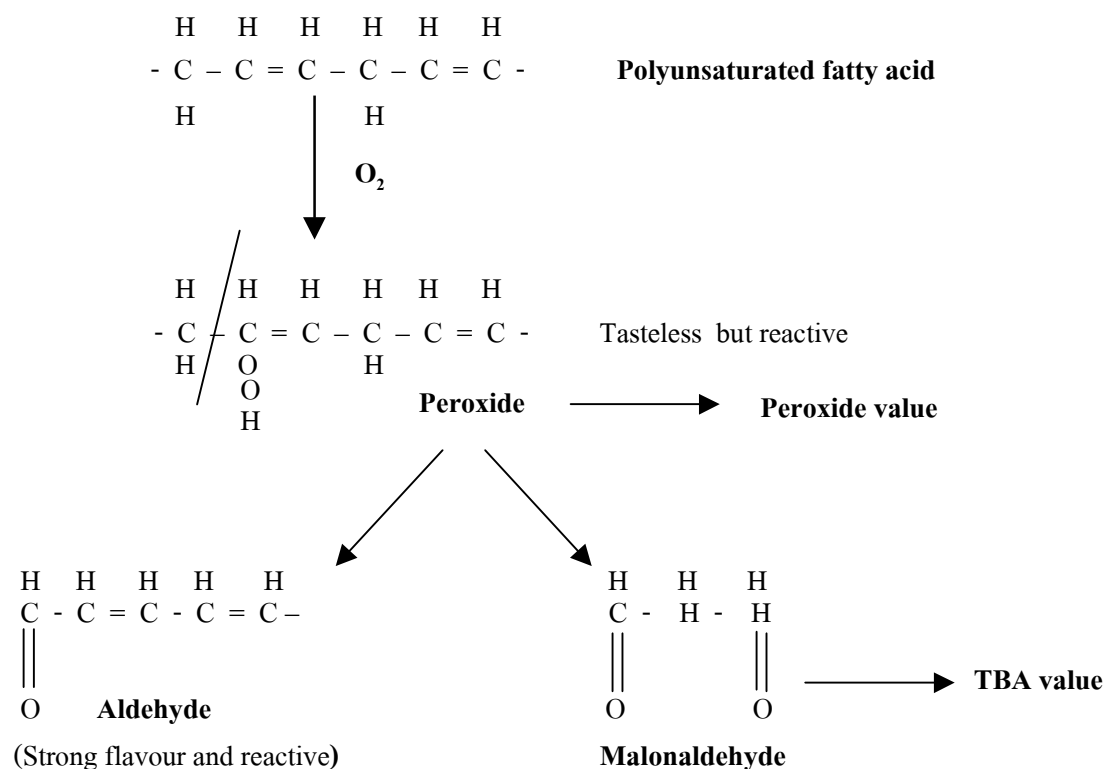 H H H H H H
- C – C = C – C – C = C - Polyunsaturated fatty acid
H H
O₂
H H H H H H
- C – C = C – C – C = C - Tasteless but reactive
H O H
O
H
Peroxide Peroxide value
H H H H H
C - C = C - C = C –
O Aldehyde
(Strong flavour and reactive)
H H H
C - H - H
O O TBA value
Malonaldehyde